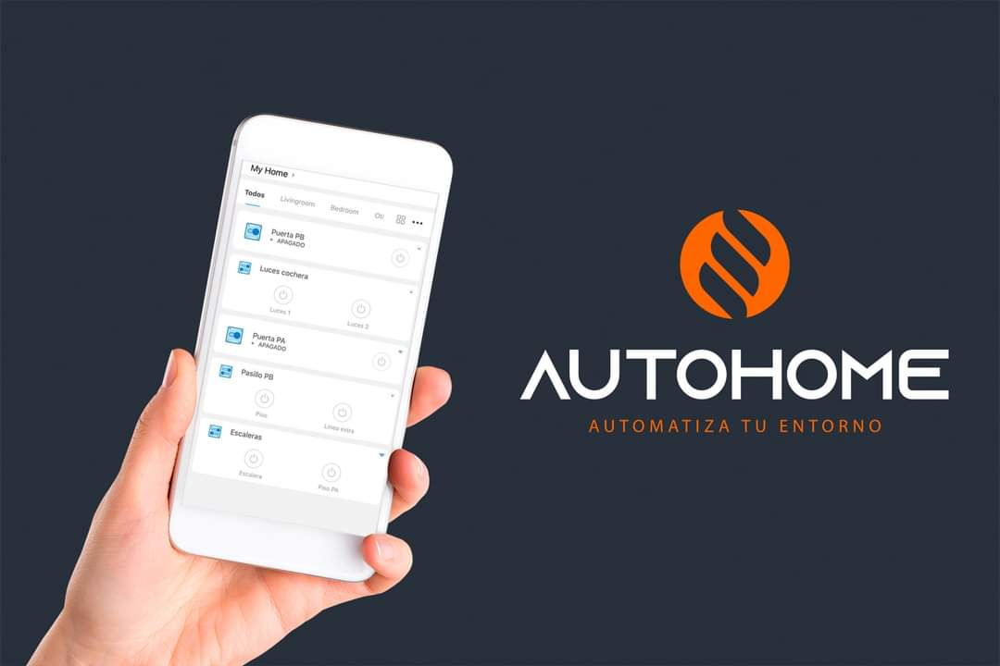 My Home ›
Todos Livingroom Bedroom Ot
Puerta PB
APAGADO
Luces cochera
Luces 1 Luces 2
Puerta PA
APAGADO
Pasillo PB
Piso Linea extra
Escaleras
Escalera Piso PA
AUTOHOME
AUTOMATIZA TU ENTORNO